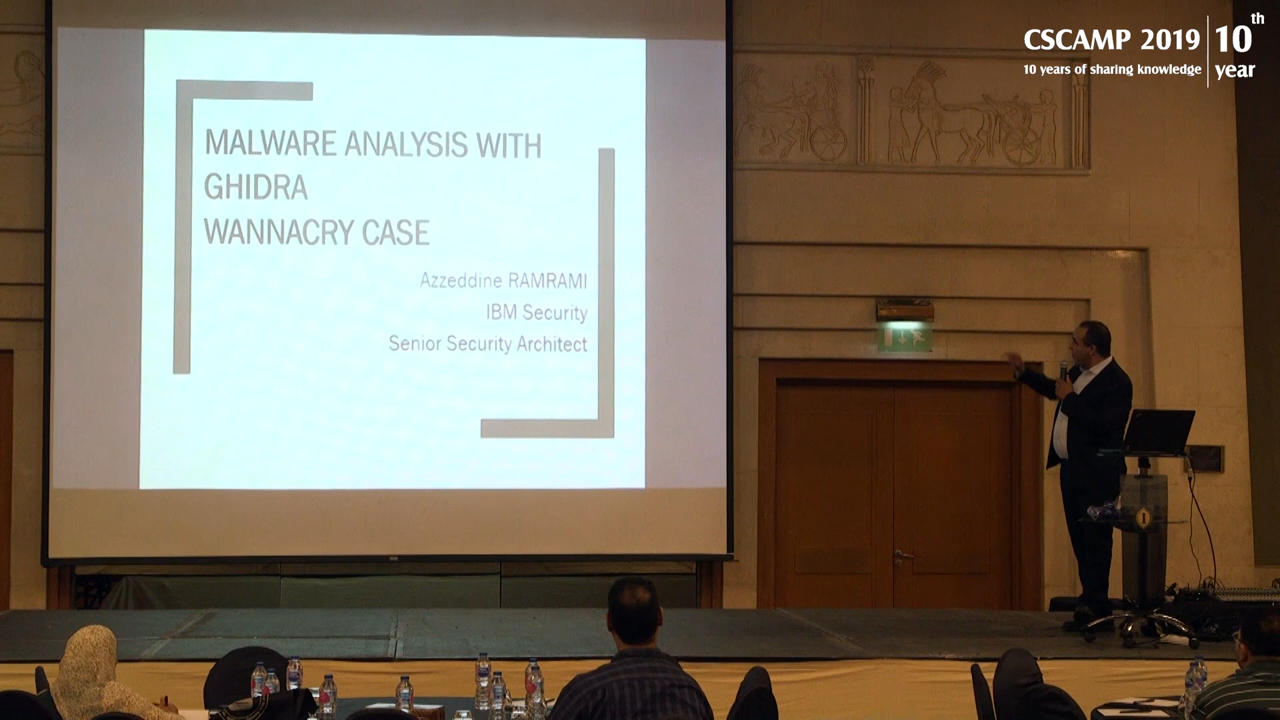 CSCAMP 2019
10 years of sharing knowledge
10th
year
MALWARE ANALYSIS WITH
GHIDRA
WANNACRY CASE
Azzeddine RAMRAMI
IBM Security
Senior Security Architect